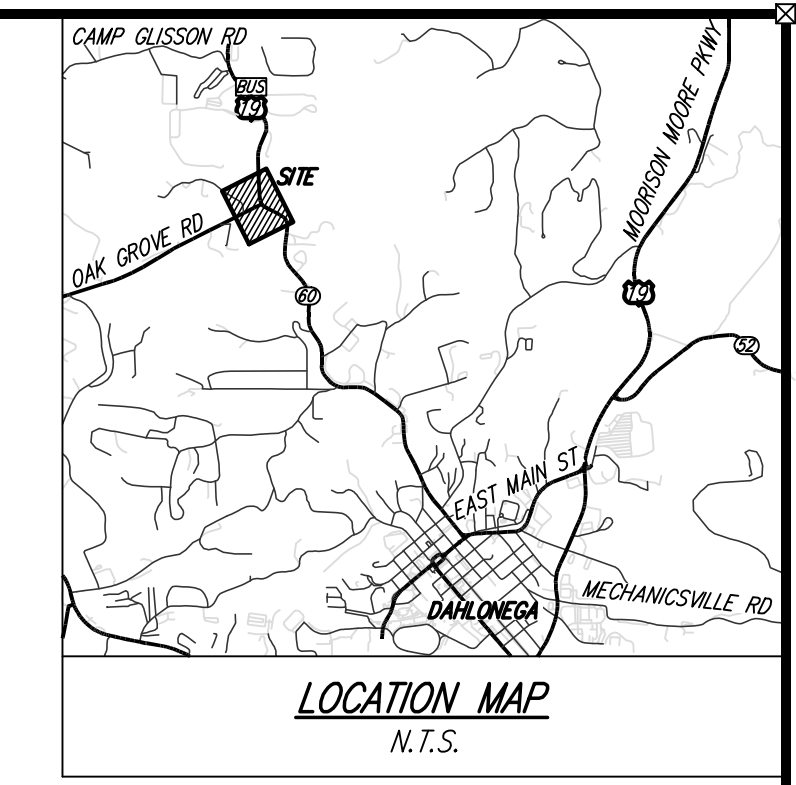 CAMP GLISSON RD
BUS
19
SITE
OAK GROVE RD
60
MOORISON MOORE PKWY
19
52
EAST MAIN ST
MECHANICSVILLE RD
DAHLONEGA
LOCATION MAP
N.T.S.